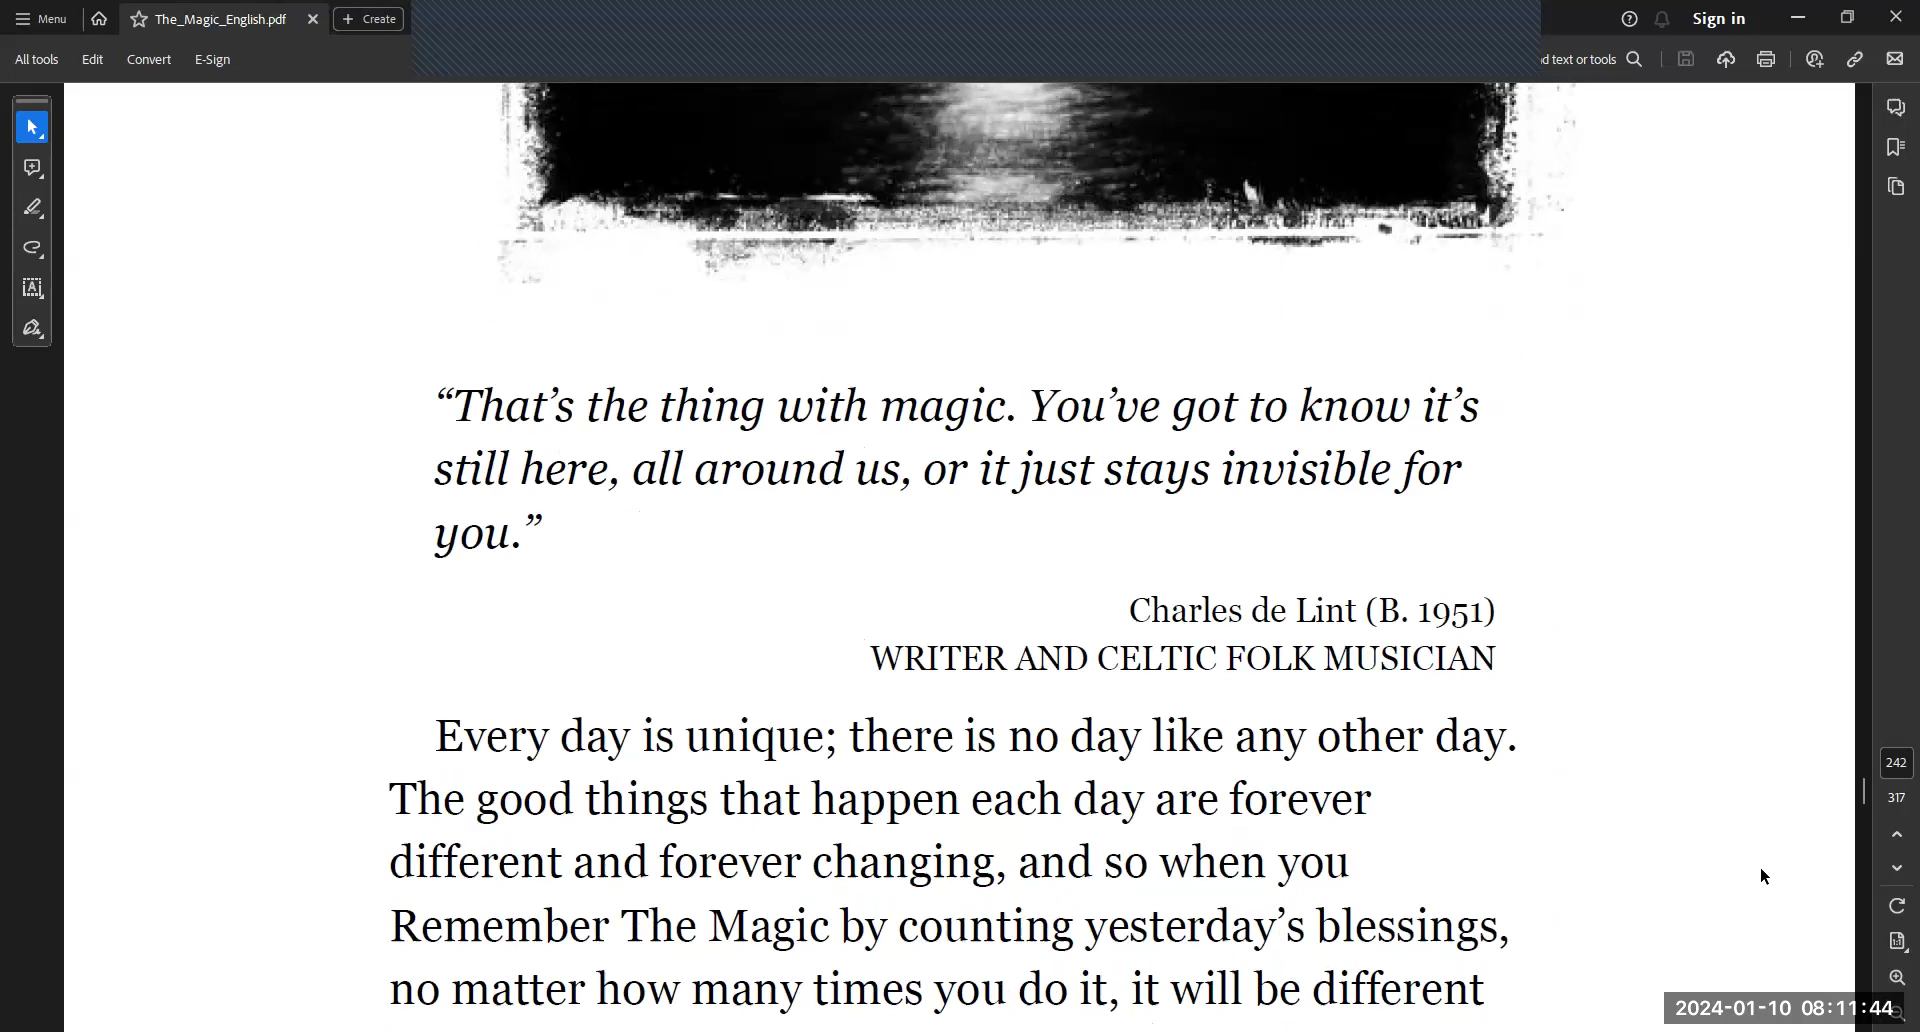 Menu
The_Magic_English.pdf
Create
Sign in
All tools
Edit
Convert
E-Sign
d text or tools
“That’s the thing with magic. You’ve got to know it’s
still here, all around us, or it just stays invisible for
you.”
Charles de Lint (B. 1951)
WRITER AND CELTIC FOLK MUSICIAN
Every day is unique; there is no day like any other day.
The good things that happen each day are forever
different and forever changing, and so when you
Remember The Magic by counting yesterday’s blessings,
no matter how many times you do it, it will be different
242
317
2024-01-10 08:11:44